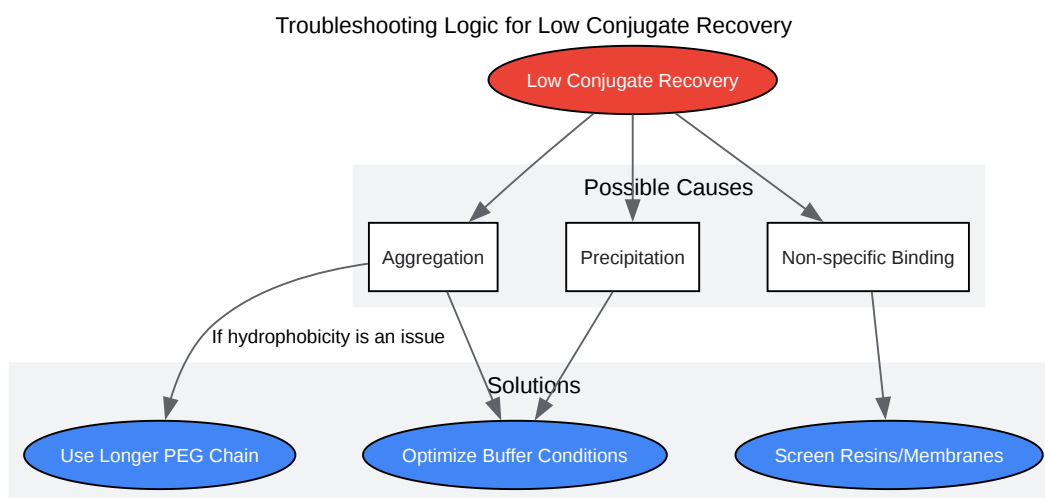 Troubleshooting Logic for Low Conjugate Recovery
Low Conjugate Recovery
Possible Causes
Aggregation
Precipitation
Non-specific Binding
If hydrophobicity is an issue
Solutions
Use Longer PEG Chain
Optimize Buffer Conditions
Screen Resins/Membranes